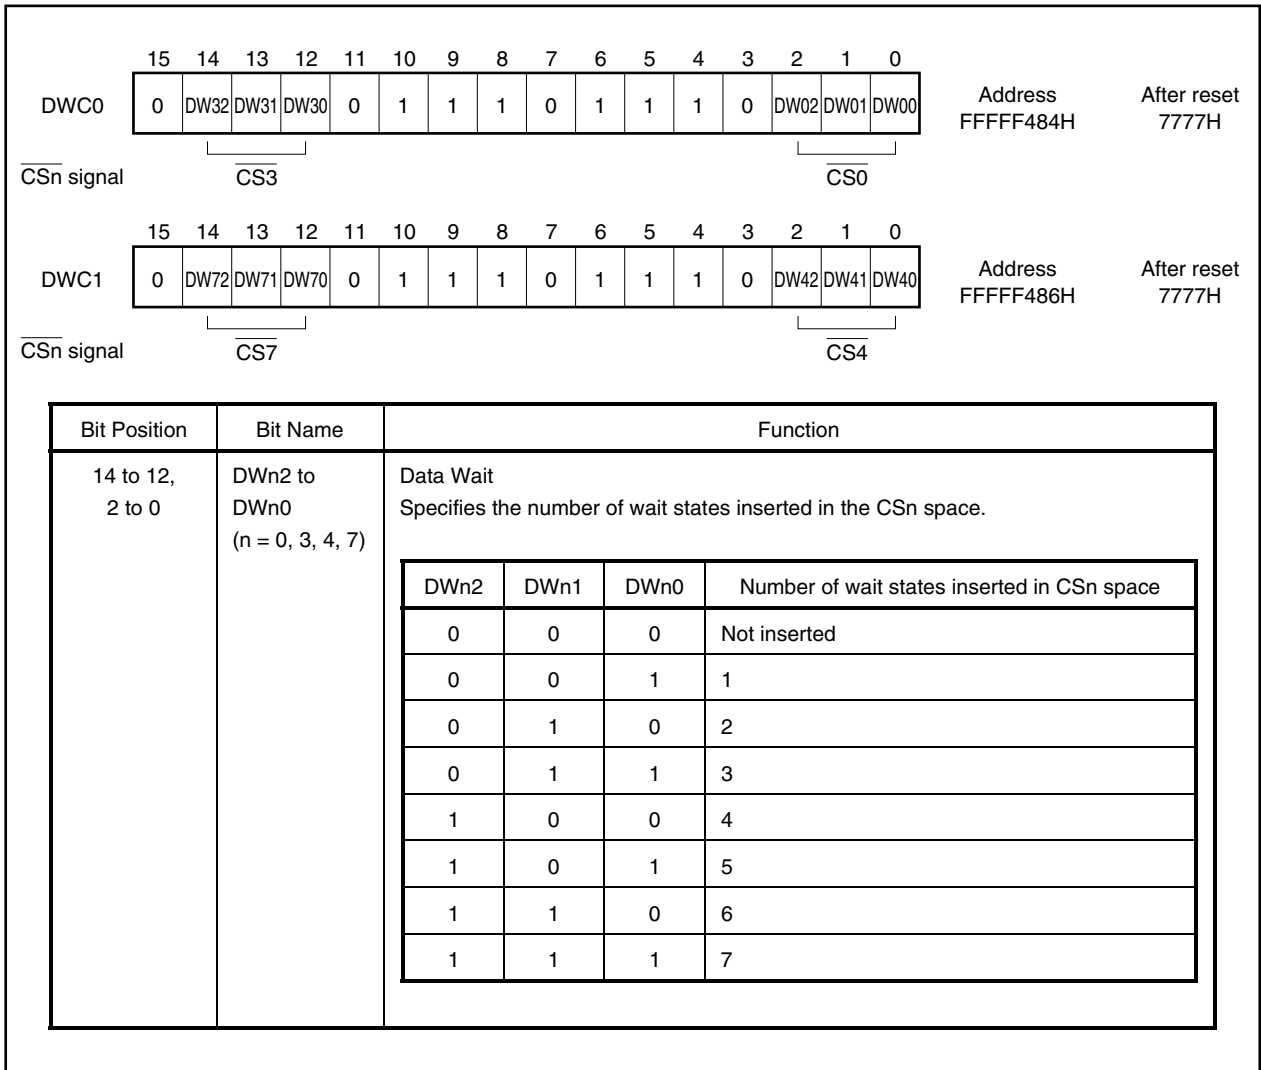 15 14 13 12 11 10 9 8 7 6 5 4 3 2 1 0
DWC0 0 DW32 DW31 DW30 0 1 1 1 0 1 1 1 0 DW02 DW01 DW00 Address FFFFF484H After reset 7777H
CSn signal CS3 CS0
15 14 13 12 11 10 9 8 7 6 5 4 3 2 1 0
DWC1 0 DW72 DW71 DW70 0 1 1 1 0 1 1 1 0 DW42 DW41 DW40 Address FFFFF486H After reset 7777H
CSn signal CS7 CS4
Bit Position Bit Name Function
14 to 12, DWn2 to Data Wait
2 to 0 DWn0 Specifies the number of wait states inserted in the CSn space.
(n = 0, 3, 4, 7)
DWn2 DWn1 DWn0 Number of wait states inserted in CSn space
0 0 0 Not inserted
0 0 1 1
0 1 0 2
0 1 1 3
1 0 0 4
1 0 1 5
1 1 0 6
1 1 1 7